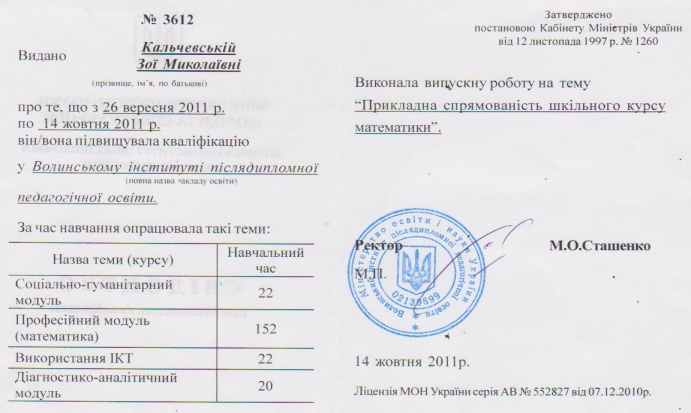 № 3612
Видано
Кальчевській
Зої Миколаївні
(прізвище, ім'я, по батькові)
про те, що з 26 вересня 2011 р.
по 14 жовтня 2011 р.
він/вона підвищувала кваліфікацію
у Волинському інституті післядипломної
(повна назва закладу освіти)
педагогічної освіти.
За час навчання опрацювала такі теми:
Назва теми (курсу) Навчальний час
Соціально-гуманітарний модуль 22
Професійний модуль (математика) 152
Використання ІКТ 22
Діагностико-аналітичний модуль 20
Затверджено
постановою Кабінету Міністрів України
від 12 листопада 1997 р. № 1260
Виконала випускну роботу на тему
“Прикладна спрямованість шкільного курсу
математики”.
Ректор М.О.Сташенко
М.П.
Міністерство освіти і науки України
Волинський інститут післядипломної педагогічної освіти
02139699
14 жовтня 2011р.
Ліцензія МОН України серія АВ № 552827 від 07.12.2010р.